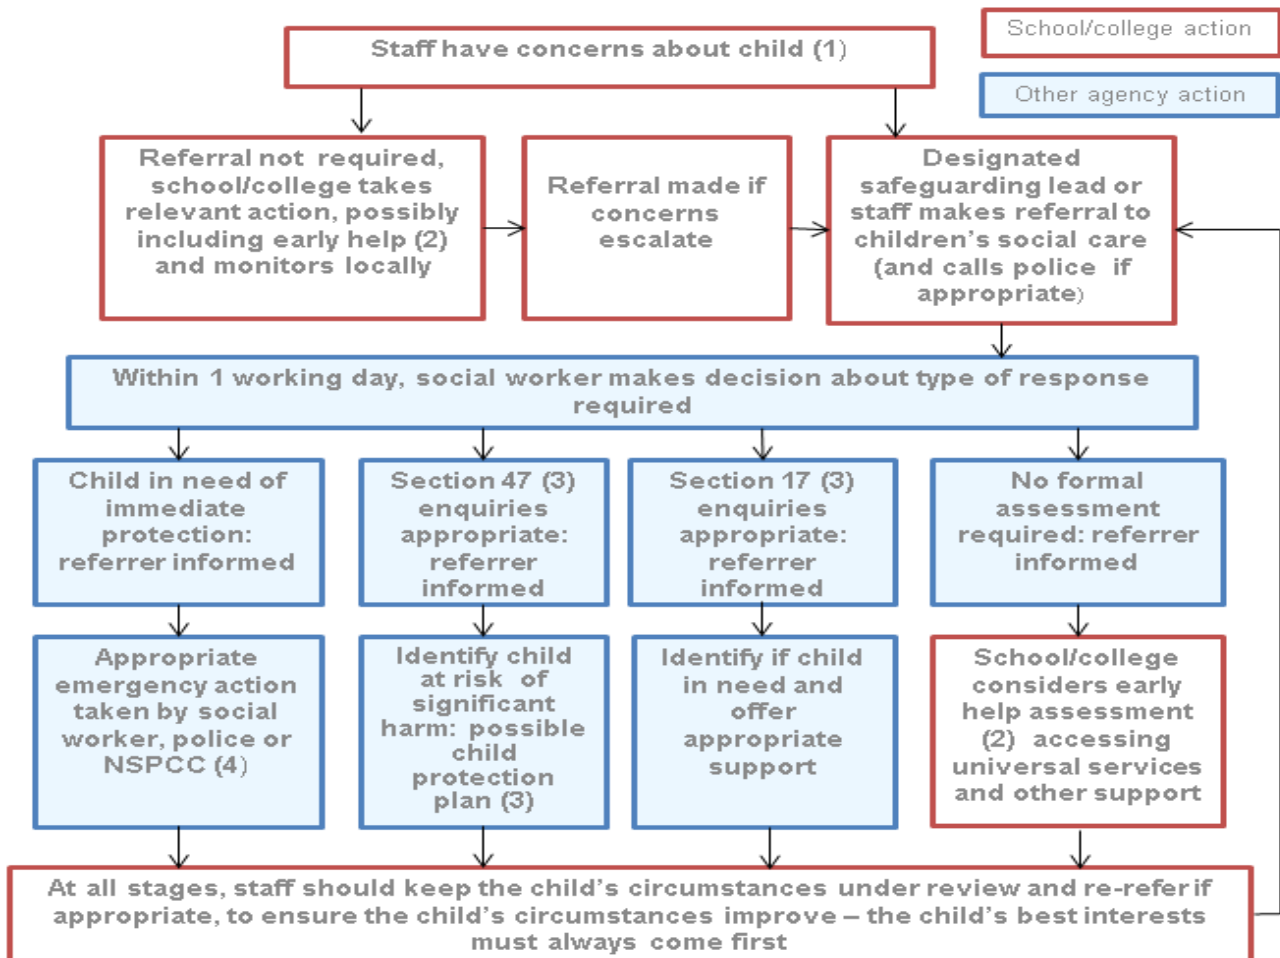 Staff have concerns about child (1)
School/college action
Other agency action
Referral not required,
school/college takes
relevant action, possibly
including early help (2)
and monitors locally
Referral made if
concerns
escalate
Designated
safeguarding lead or
staff makes referral to
children’s social care
(and calls police if
appropriate)
Within 1 working day, social worker makes decision about type of response
required
Child in need of
immediate
protection:
referrer informed
Section 47 (3)
enquiries
appropriate:
referrer
informed
Section 17 (3)
enquiries
appropriate:
referrer
informed
No formal
assessment
required: referrer
informed
Appropriate
emergency action
taken by social
worker, police or
NSPCC (4)
Identify child
at risk of
significant
harm: possible
child
protection
plan (3)
Identify if child
in need and
offer
appropriate
support
School/college
considers early
help assessment
(2) accessing
universal services
and other support
At all stages, staff should keep the child’s circumstances under review and re-refer if
appropriate, to ensure the child’s circumstances improve – the child’s best interests
must always come first